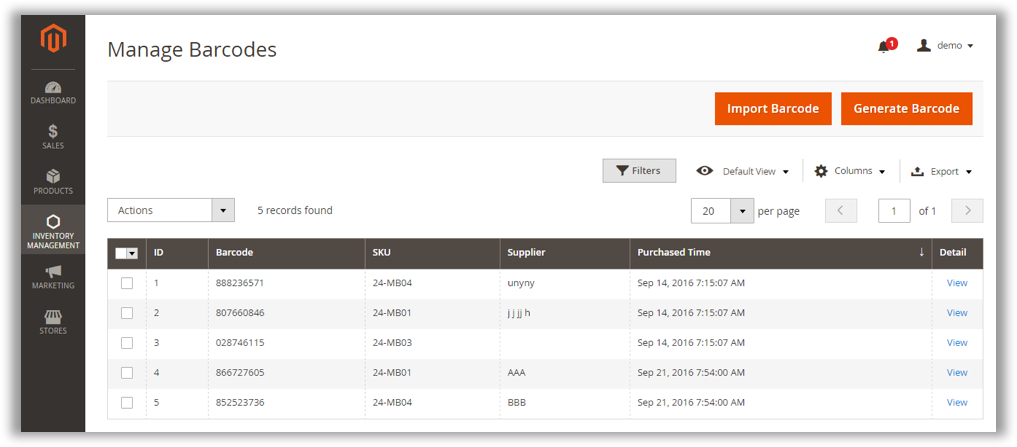 Manage Barcodes
1
demo
DASHBOARD
SALES
PRODUCTS
INVENTORY
MANAGEMENT
MARKETING
STORES
Import Barcode Generate Barcode
Filters Default View Columns Export
Actions 5 records found 20 per page 1 of 1
ID Barcode SKU Supplier Purchased Time ↓ Detail
1 888236571 24-MB04 unyny Sep 14, 2016 7:15:07 AM View
2 807660846 24-MB01 j j jj h Sep 14, 2016 7:15:07 AM View
3 028746115 24-MB03 Sep 14, 2016 7:15:07 AM View
4 866727605 24-MB01 AAA Sep 21, 2016 7:54:00 AM View
5 852523736 24-MB04 BBB Sep 21, 2016 7:54:00 AM View